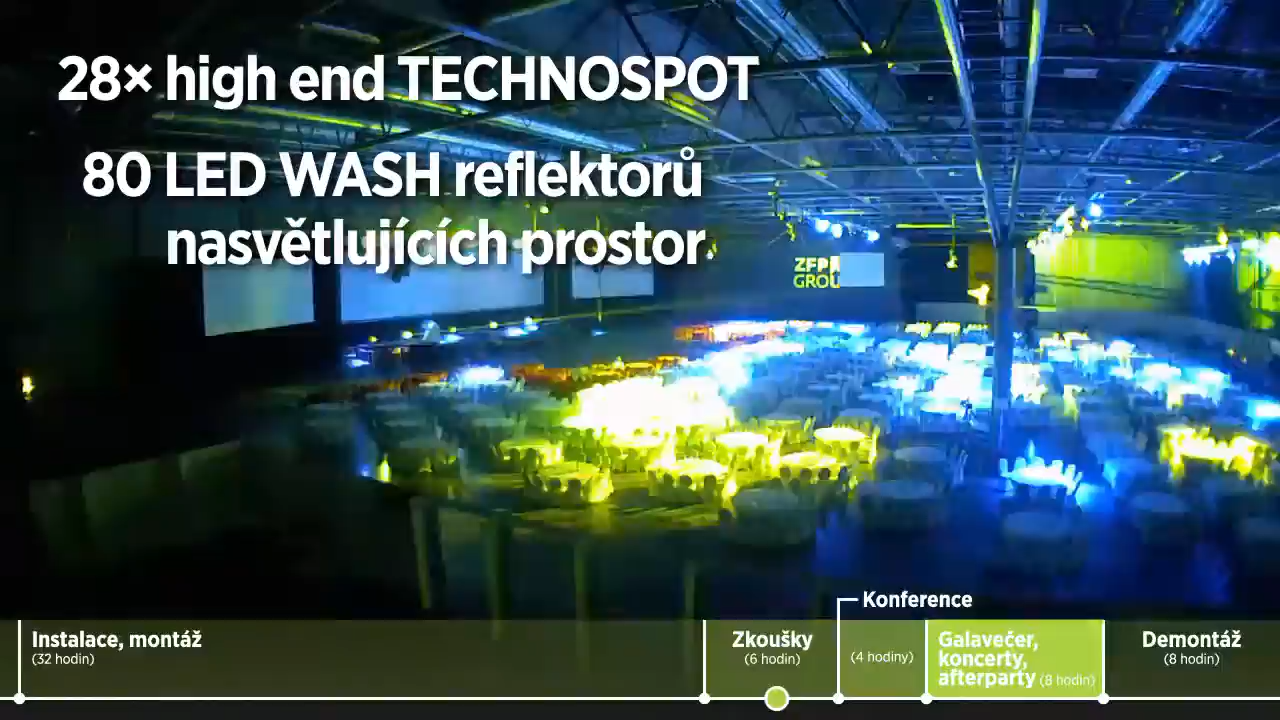 28× high end TECHNOSPOT
80 LED WASH reflektorů
nasvětlujících prostor
ZFP
GROU
Konference
Instalace, montáž
(32 hodin)
Zkoušky
(6 hodin)
(4 hodiny)
Galavečer,
koncerty,
afterparty (8 hodin)
Demontáž
(8 hodin)